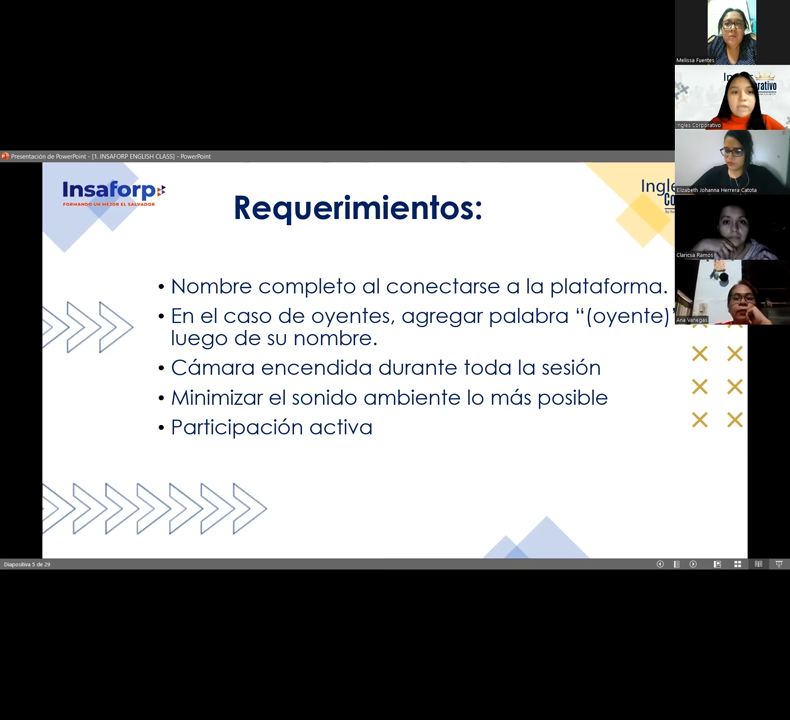 Melissa Fuentes
Ingles Corporativo
Elizabeth Johanna Herrera Catota
Claricsa Ramos
Ana Vanegas
Presentación de PowerPoint - [1. INSAFORP ENGLISH CLASS] - PowerPoint
Insaforp
FORMANDO UN MEJOR EL SALVADOR
Requerimientos:
• Nombre completo al conectarse a la plataforma.
• En el caso de oyentes, agregar palabra “(oyente)”
luego de su nombre.
• Cámara encendida durante toda la sesión
• Minimizar el sonido ambiente lo más posible
• Participación activa
Diapositiva 5 de 29